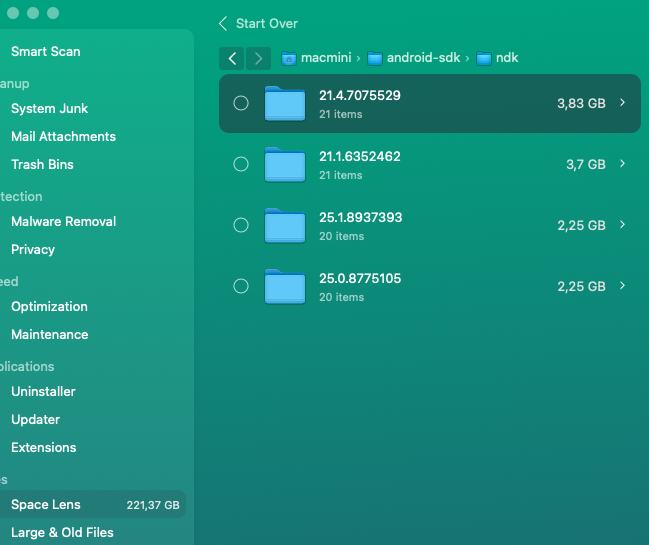 Start Over
Smart Scan
macmini › android-sdk › ndk
anup
System Junk
Mail Attachments
Trash Bins
tection
Malware Removal
Privacy
eed
Optimization
Maintenance
plications
Uninstaller
Updater
Extensions
es
Space Lens 221,37 GB
Large & Old Files
21.4.7075529
21 items
3,83 GB
21.1.6352462
21 items
3,7 GB
25.1.8937393
20 items
2,25 GB
25.0.8775105
20 items
2,25 GB